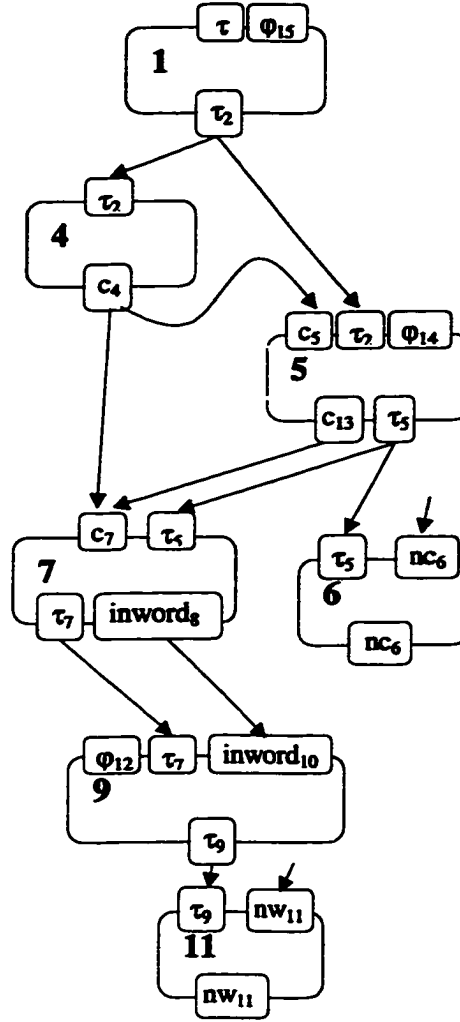 τ φ₁₅
1
τ₂
τ₂
4
c₄
c₅ τ₂ φ₁₄
5
c₁₃ τ₅
c₇ τ₅
7
τ₇ inword₈
τ₅ nc₆
6
nc₆
φ₁₂ τ₇ inword₁₀
9
τ₉
τ₉ nw₁₁
11
nw₁₁